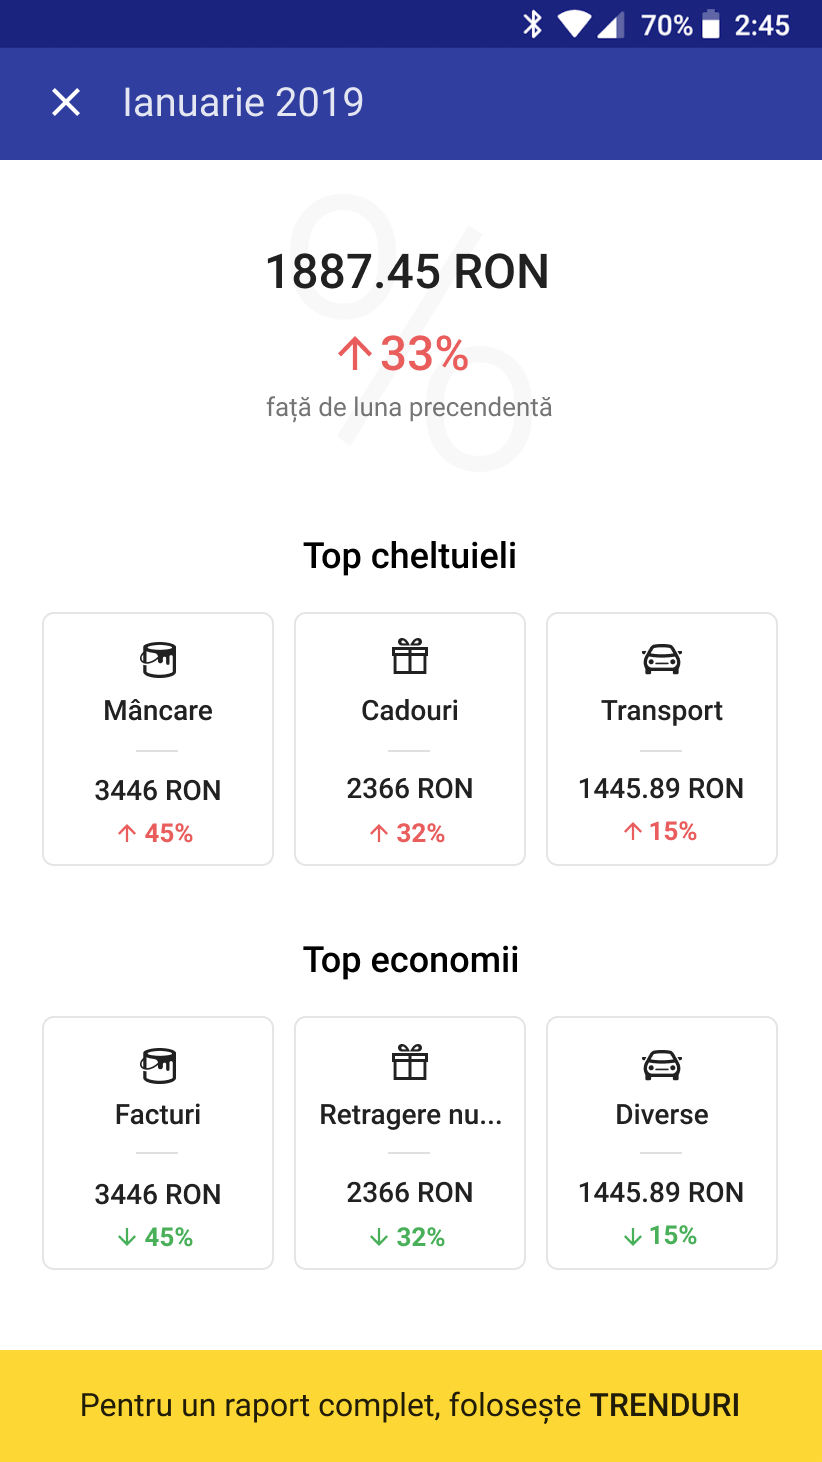 70% 2:45
Ianuarie 2019
%
1887.45 RON
↑ 33%
față de luna precendentă
Top cheltuieli
Mâncare
3446 RON
↑ 45%
Cadouri
2366 RON
↑ 32%
Transport
1445.89 RON
↑ 15%
Top economii
Facturi
3446 RON
↓ 45%
Retragere nu...
2366 RON
↓ 32%
Diverse
1445.89 RON
↓ 15%
Pentru un raport complet, folosește TRENDURI